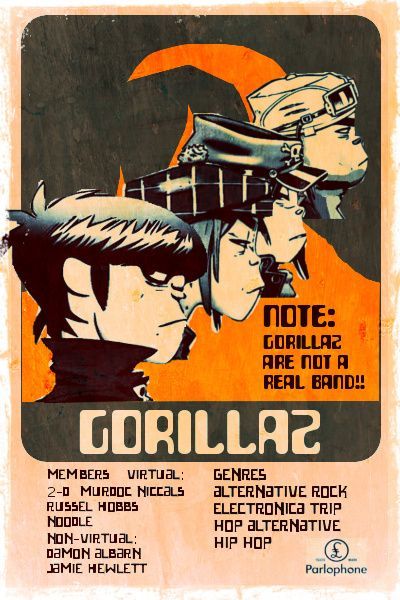 NOTE:
GORILLAZ
ARE NOT A
REAL BAND!!
GORILLAZ
MEMBERS VIRTUAL:
2-D MURDOC NICCALS
RUSSEL HOBBS
NOODLE
NON-VIRTUAL:
DAMON ALBARN
JAMIE HEWLETT
GENRES
ALTERNATIVE ROCK
ELECTRONICA TRIP
HOP ALTERNATIVE
HIP HOP
£
Parlophone